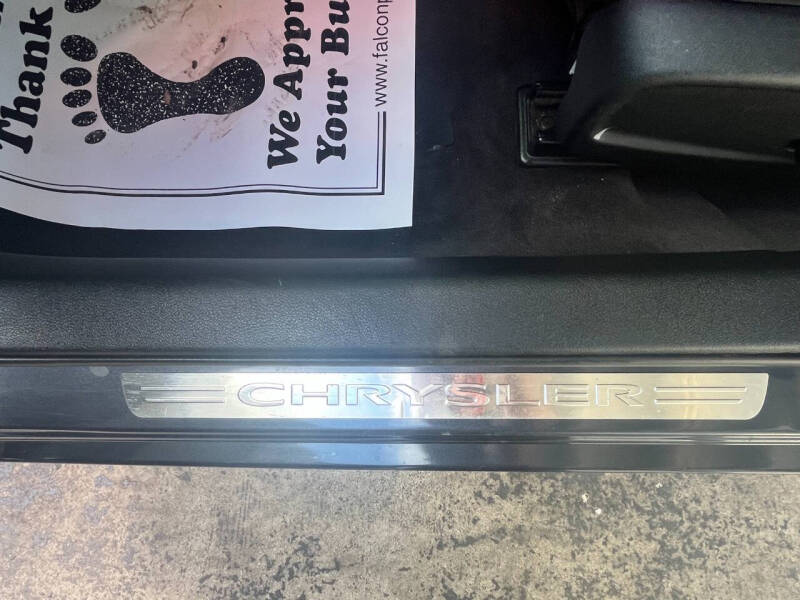 Thank
We Appr
Your Bu
www.falconp
CHRYSLER